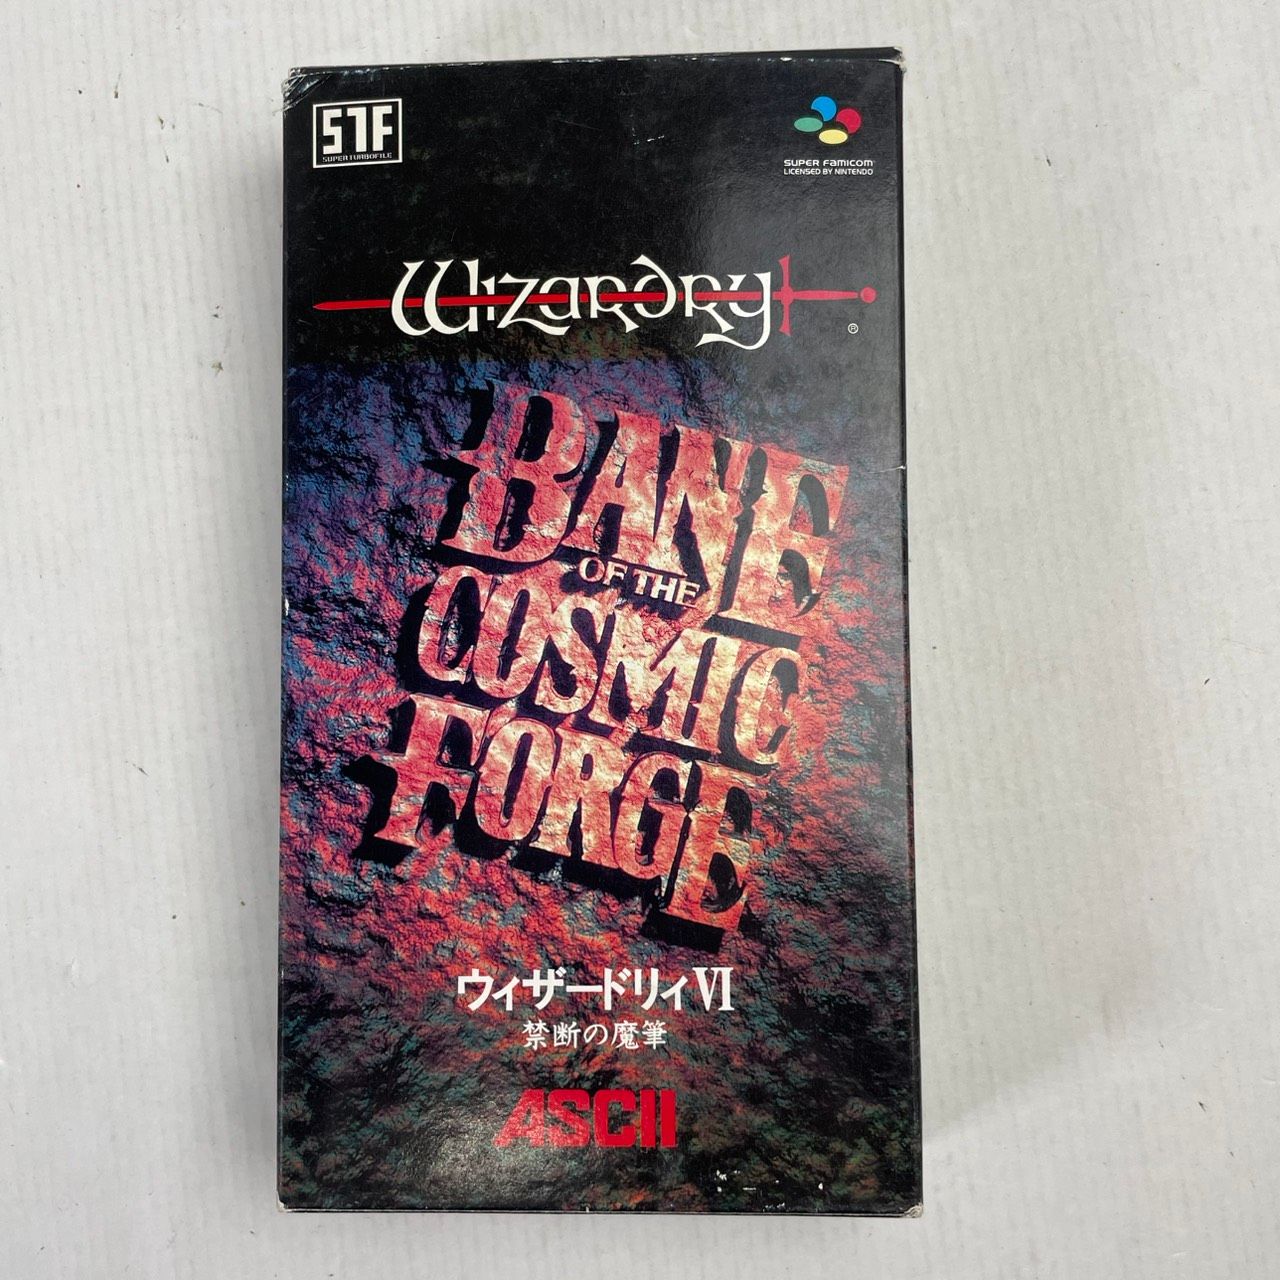 STF
SUPER TURBOFILE
SUPER FAMICOM
LICENSED BY NINTENDO
Wizardry
®
BANE
OF THE
COSMIC
FORGE
ウィザードリィVI
禁断の魔筆
ASCII